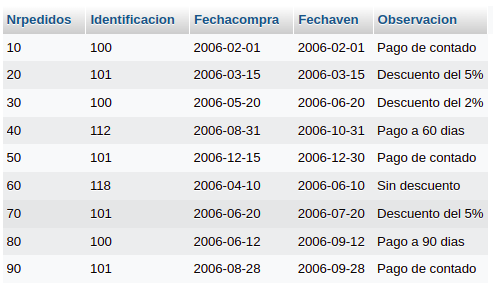 Nrpedidos Identificacion Fechacompra Fechaven Observacion
10 100 2006-02-01 2006-02-01 Pago de contado
20 101 2006-03-15 2006-03-15 Descuento del 5%
30 100 2006-05-20 2006-06-20 Descuento del 2%
40 112 2006-08-31 2006-10-31 Pago a 60 dias
50 101 2006-12-15 2006-12-30 Pago de contado
60 118 2006-04-10 2006-06-10 Sin descuento
70 101 2006-06-20 2006-07-20 Descuento del 5%
80 100 2006-06-12 2006-09-12 Pago a 90 dias
90 101 2006-08-28 2006-09-28 Pago de contado